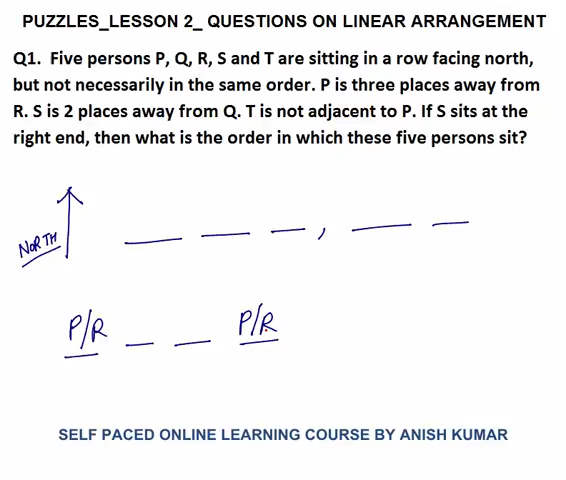 PUZZLES_LESSON 2_ QUESTIONS ON LINEAR ARRANGEMENT
Q1. Five persons P, Q, R, S and T are sitting in a row facing north,
but not necessarily in the same order. P is three places away from
R. S is 2 places away from Q. T is not adjacent to P. If S sits at the
right end, then what is the order in which these five persons sit?
NORTH
P/R P/R
SELF PACED ONLINE LEARNING COURSE BY ANISH KUMAR